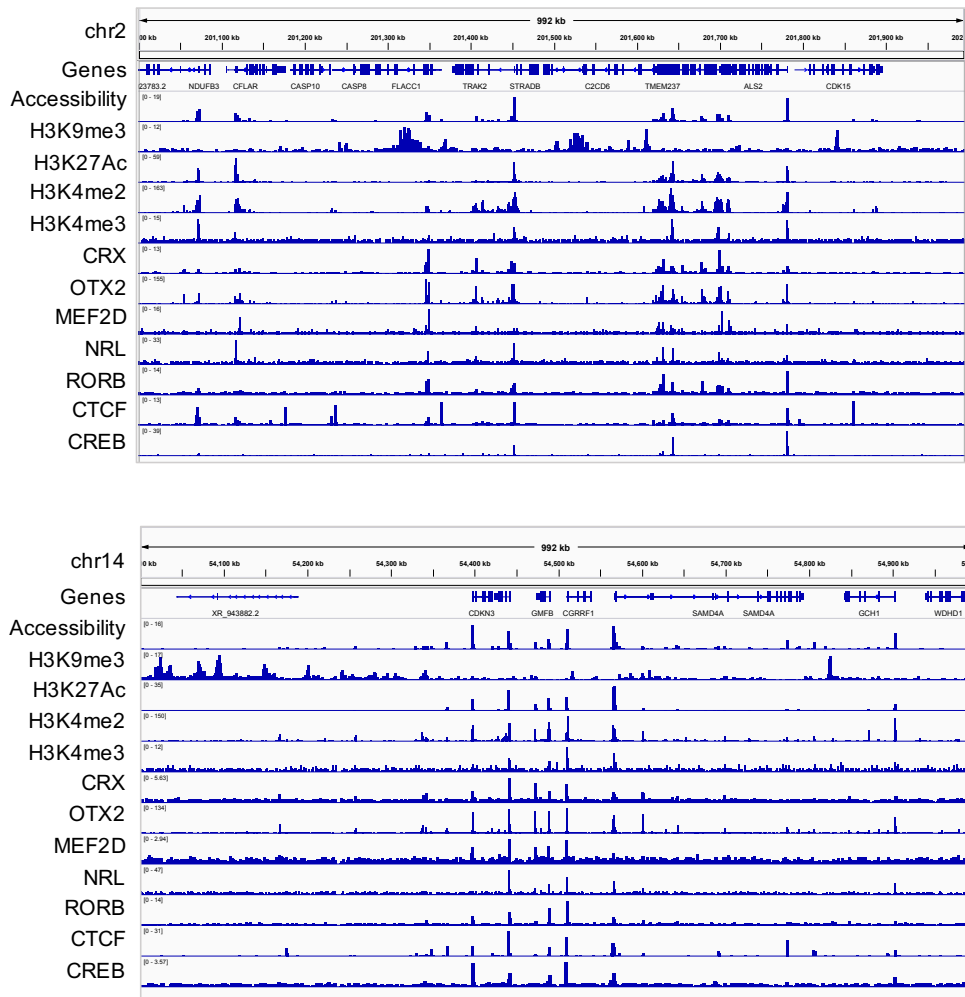 992 kb
chr2
00 kb 201,100 kb 201,200 kb 201,300 kb 201,400 kb 201,500 kb 201,600 kb 201,700 kb 201,800 kb 201,900 kb 202
Genes
23783.2 NDUFB3 CFLAR CASP10 CASP8 FLACC1 TRAK2 STRADB C2CD6 TMEM237 ALS2 CDK15
Accessibility [0 - 19]
H3K9me3 [0 - 12]
H3K27Ac [0 - 59]
H3K4me2 [0 - 163]
H3K4me3 [0 - 15]
CRX [0 - 13]
OTX2 [0 - 155]
MEF2D [0 - 16]
NRL [0 - 33]
RORB [0 - 14]
CTCF [0 - 13]
CREB [0 - 39]
992 kb
chr14
0 kb 54,100 kb 54,200 kb 54,300 kb 54,400 kb 54,500 kb 54,600 kb 54,700 kb 54,800 kb 54,900 kb 5
Genes
XR_943882.2 CDKN3 GMFB CGRRF1 SAMD4A SAMD4A GCH1 WDHD1
Accessibility [0 - 16]
H3K9me3 [0 - 17]
H3K27Ac [0 - 35]
H3K4me2 [0 - 150]
H3K4me3 [0 - 12]
CRX [0 - 5.63]
OTX2 [0 - 134]
MEF2D [0 - 2.94]
NRL [0 - 47]
RORB [0 - 14]
CTCF [0 - 31]
CREB [0 - 3.57]